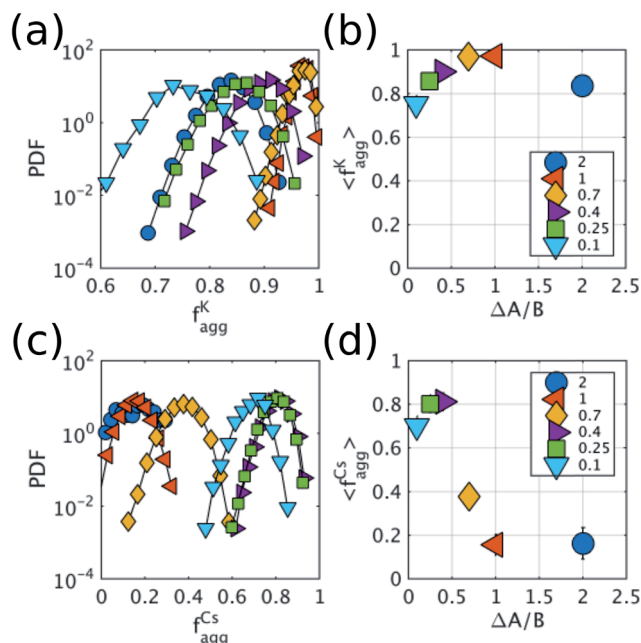 (a)
10^2
10^0
10^-2
10^-4
PDF
0.6 0.7 0.8 0.9 1
f^K_agg
(b)
1
0.8
0.6
0.4
0.2
0
<f^K_agg>
2
1
0.7
0.4
0.25
0.1
0 0.5 1 1.5 2 2.5
ΔA/B
(c)
10^2
10^0
10^-2
10^-4
PDF
0 0.2 0.4 0.6 0.8 1
f^Cs_agg
(d)
1
0.8
0.6
0.4
0.2
0
<f^Cs_agg>
2
1
0.7
0.4
0.25
0.1
0 0.5 1 1.5 2 2.5
ΔA/B